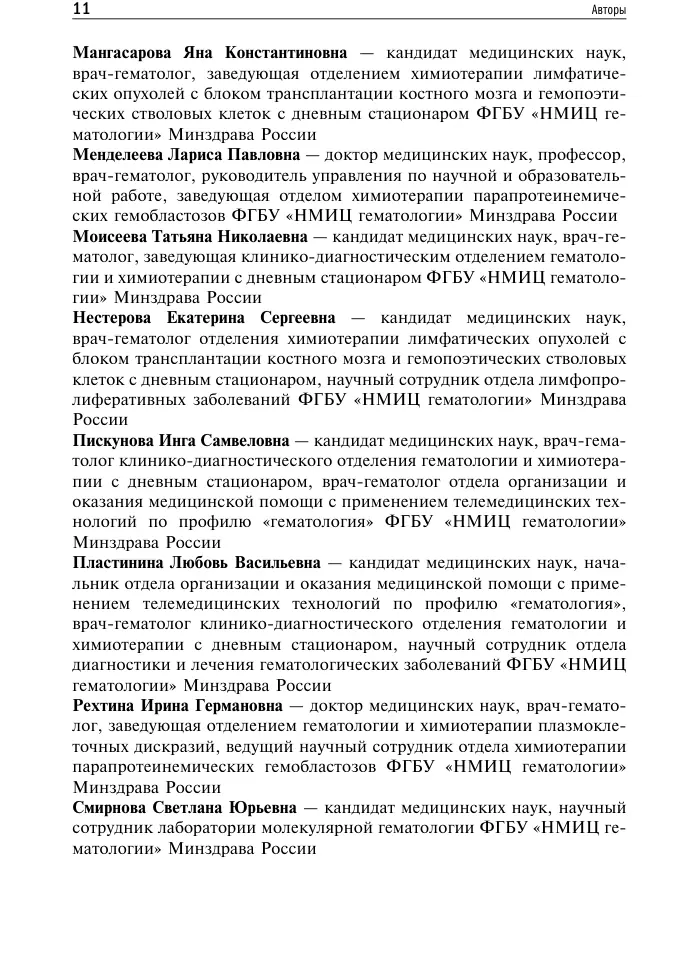 11
Авторы
Мангасарова Яна Константиновна — кандидат медицинских наук,
врач-гематолог, заведующая отделением химиотерапии лимфатиче-
ских опухолей с блоком трансплантации костного мозга и гемопоэти-
ческих стволовых клеток с дневным стационаром ФГБУ «НМИЦ ге-
матологии» Минздрава России
Менделеева Лариса Павловна — доктор медицинских наук, профессор,
врач-гематолог, руководитель управления по научной и образователь-
ной работе, заведующая отделом химиотерапии парапротеинемиче-
ских гемобластозов ФГБУ «НМИЦ гематологии» Минздрава России
Моисеева Татьяна Николаевна — кандидат медицинских наук, врач-ге-
матолог, заведующая клинико-диагностическим отделением гематоло-
гии и химиотерапии с дневным стационаром ФГБУ «НМИЦ гематоло-
гии» Минздрава России
Нестерова Екатерина Сергеевна — кандидат медицинских наук,
врач-гематолог отделения химиотерапии лимфатических опухолей с
блоком трансплантации костного мозга и гемопоэтических стволовых
клеток с дневным стационаром, научный сотрудник отдела лимфопро-
лиферативных заболеваний ФГБУ «НМИЦ гематологии» Минздрава
России
Пискунова Инга Самвеловна — кандидат медицинских наук, врач-гема-
толог клинико-диагностического отделения гематологии и химиотера-
пии с дневным стационаром, врач-гематолог отдела организации и
оказания медицинской помощи с применением телемедицинских тех-
нологий по профилю «гематология» ФГБУ «НМИЦ гематологии»
Минздрава России
Пластинина Любовь Васильевна — кандидат медицинских наук, нача-
льник отдела организации и оказания медицинской помощи с приме-
нением телемедицинских технологий по профилю «гематология»,
врач-гематолог клинико-диагностического отделения гематологии и
химиотерапии с дневным стационаром, научный сотрудник отдела
диагностики и лечения гематологических заболеваний ФГБУ «НМИЦ
гематологии» Минздрава России
Рехтина Ирина Германовна — доктор медицинских наук, врач-гемато-
лог, заведующая отделением гематологии и химиотерапии плазмокле-
точных дискразий, ведущий научный сотрудник отдела химиотерапии
парапротеинемических гемобластозов ФГБУ «НМИЦ гематологии»
Минздрава России
Смирнова Светлана Юрьевна — кандидат медицинских наук, научный
сотрудник лаборатории молекулярной гематологии ФГБУ «НМИЦ ге-
матологии» Минздрава России